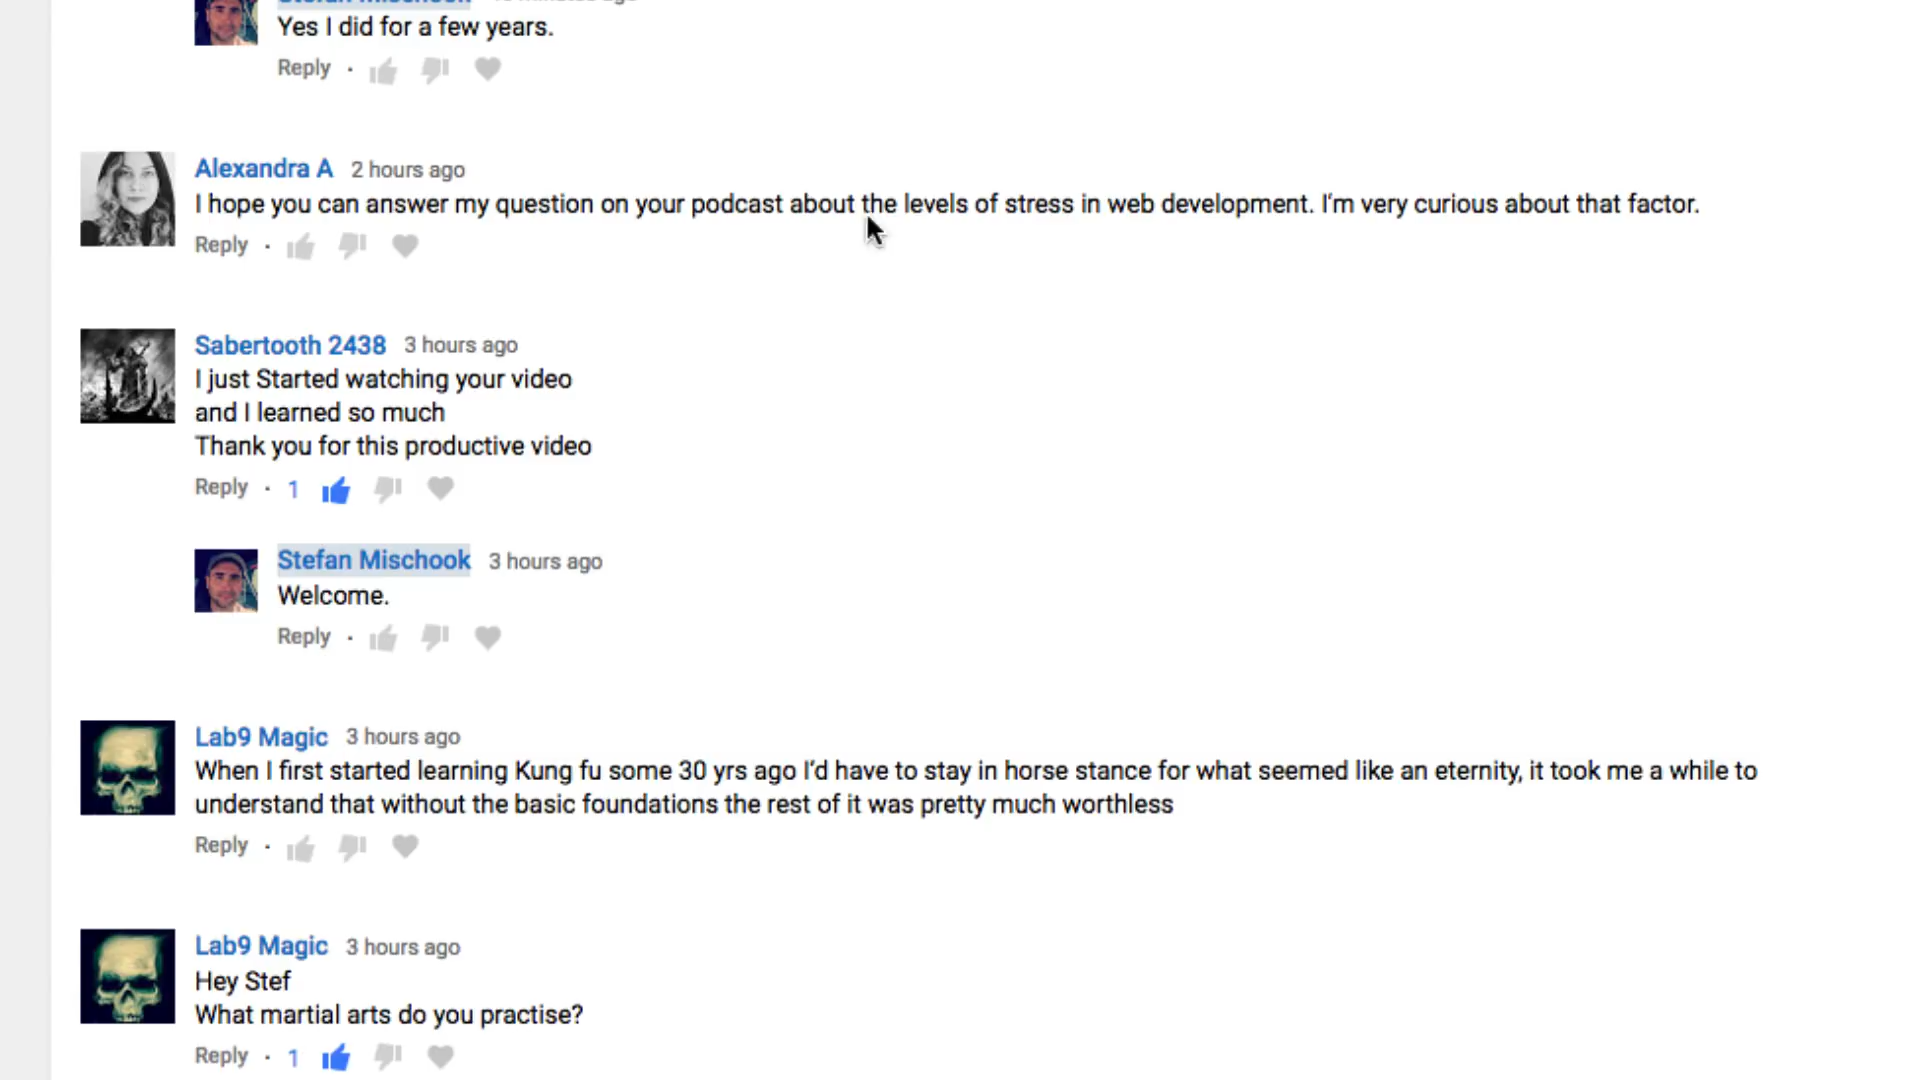 Yes I did for a few years.
Reply ·
Alexandra A 2 hours ago
I hope you can answer my question on your podcast about the levels of stress in web development. I'm very curious about that factor.
Reply ·
Sabertooth 2438 3 hours ago
I just Started watching your video
and I learned so much
Thank you for this productive video
Reply · 1
Stefan Mischook 3 hours ago
Welcome.
Reply ·
Lab9 Magic 3 hours ago
When I first started learning Kung fu some 30 yrs ago I'd have to stay in horse stance for what seemed like an eternity, it took me a while to
understand that without the basic foundations the rest of it was pretty much worthless
Reply ·
Lab9 Magic 3 hours ago
Hey Stef
What martial arts do you practise?
Reply · 1